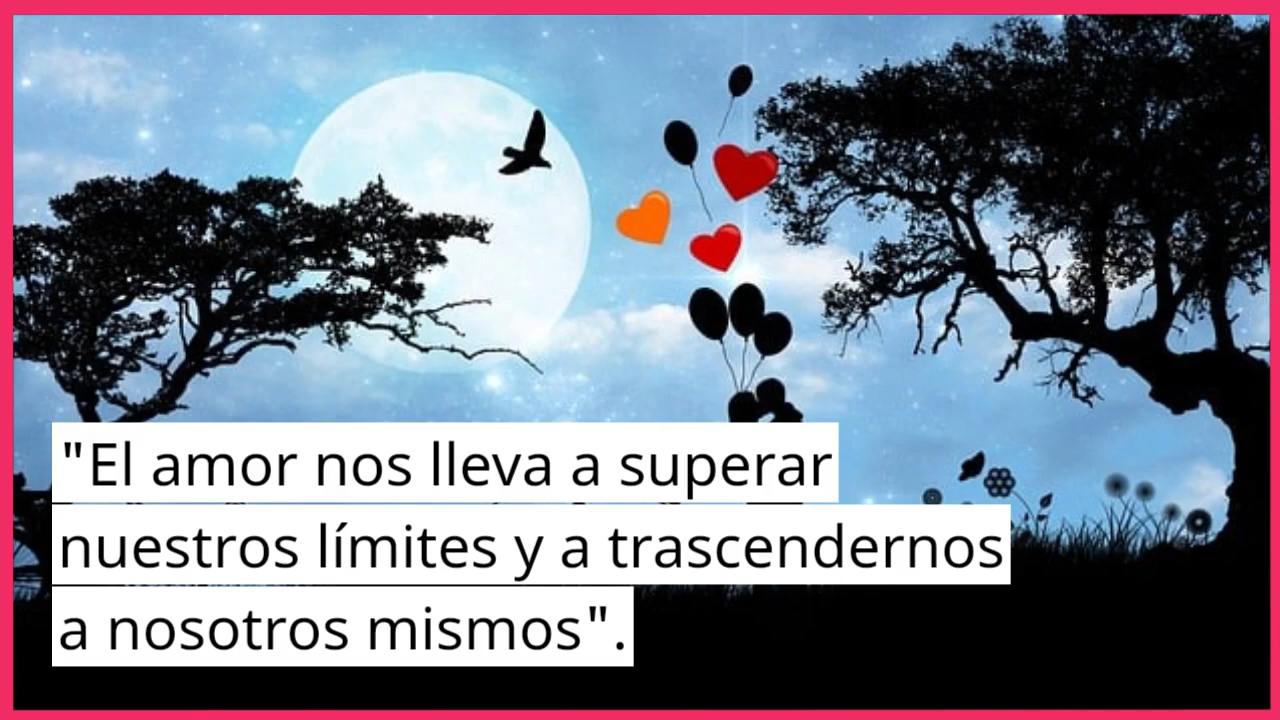 "El amor nos lleva a superar
nuestros límites y a trascendernos
a nosotros mismos".